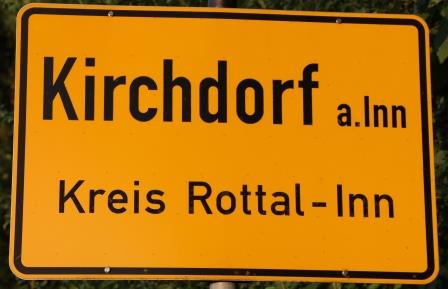 Kirchdorf a.Inn
Kreis Rottal-Inn